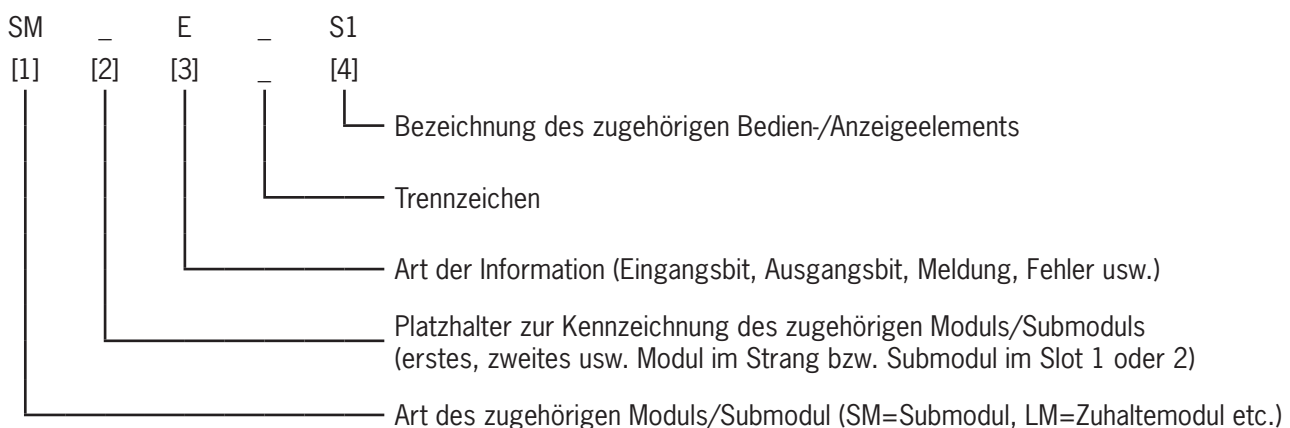 SM _ E _ S1
[1] [2] [3] _ [4]
Bezeichnung des zugehörigen Bedien-/Anzeigeelements
Trennzeichen
Art der Information (Eingangsbit, Ausgangsbit, Meldung, Fehler usw.)
Platzhalter zur Kennzeichnung des zugehörigen Moduls/Submoduls
(erstes, zweites usw. Modul im Strang bzw. Submodul im Slot 1 oder 2)
Art des zugehörigen Moduls/Submodul (SM=Submodul, LM=Zuhaltemodul etc.)